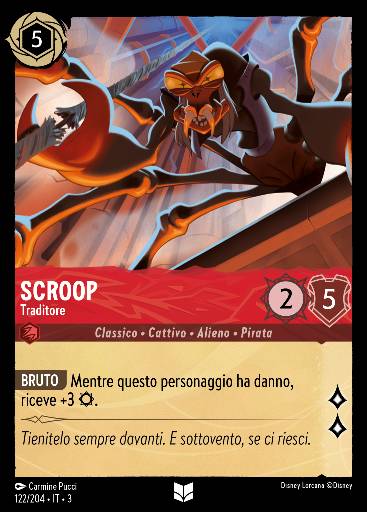 5
SCROOP
Traditore
2
5
Classico • Cattivo • Alieno • Pirata
BRUTO Mentre questo personaggio ha danno,
riceve +3 .
Tienitelo sempre davanti. E sottovento, se ci riesci.
Carmine Pucci
122/204 • IT • 3
Disney Lorcana ©Disney